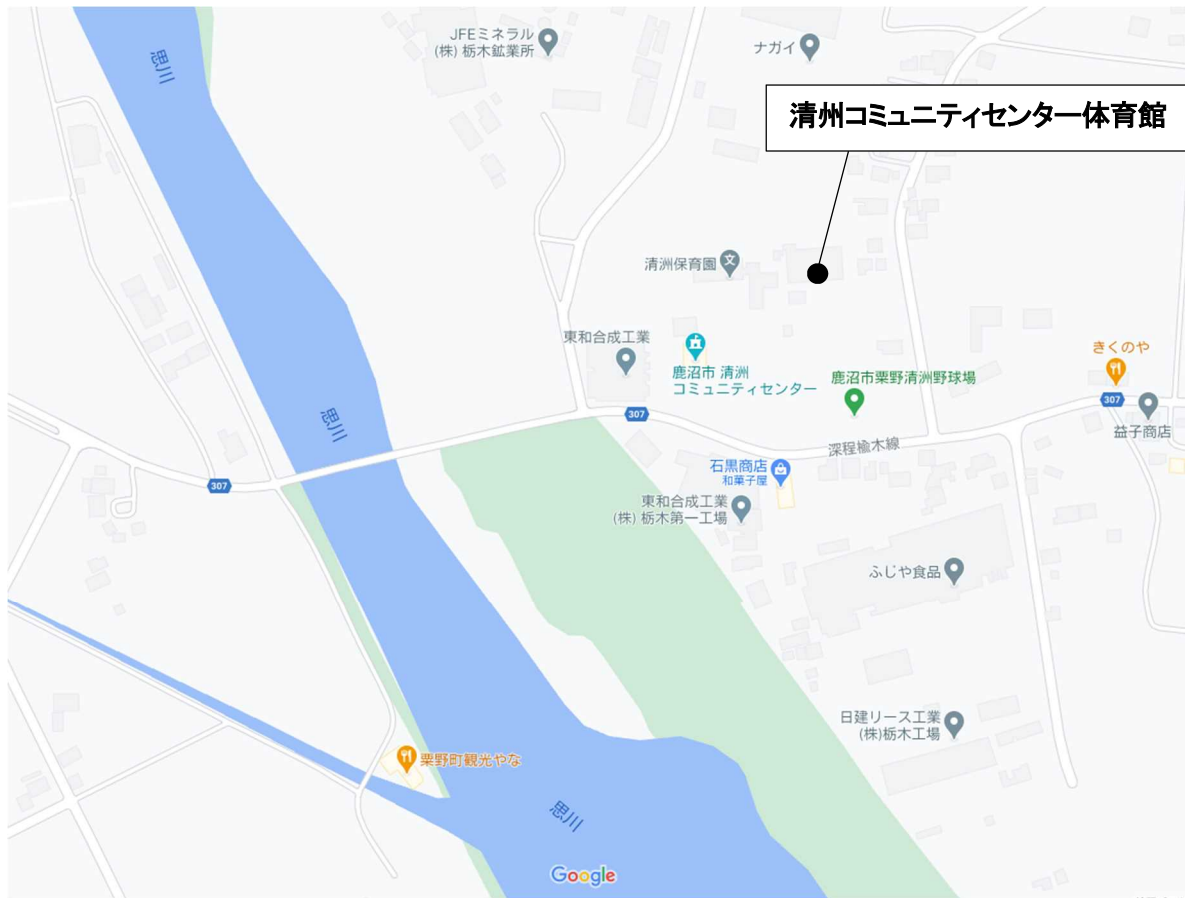 JFEミネラル
(株) 栃木鉱業所
ナガイ
思川
清州コミュニティセンター体育館
清洲保育園
東和合成工業
鹿沼市 清洲
コミュニティセンター
鹿沼市粟野清洲野球場
きくのや
307
307
益子商店
思川
深程楡木線
石黒商店
和菓子屋
307
東和合成工業
(株) 栃木第一工場
ふじや食品
日建リース工業
(株)栃木工場
粟野町観光やな
思川
Google